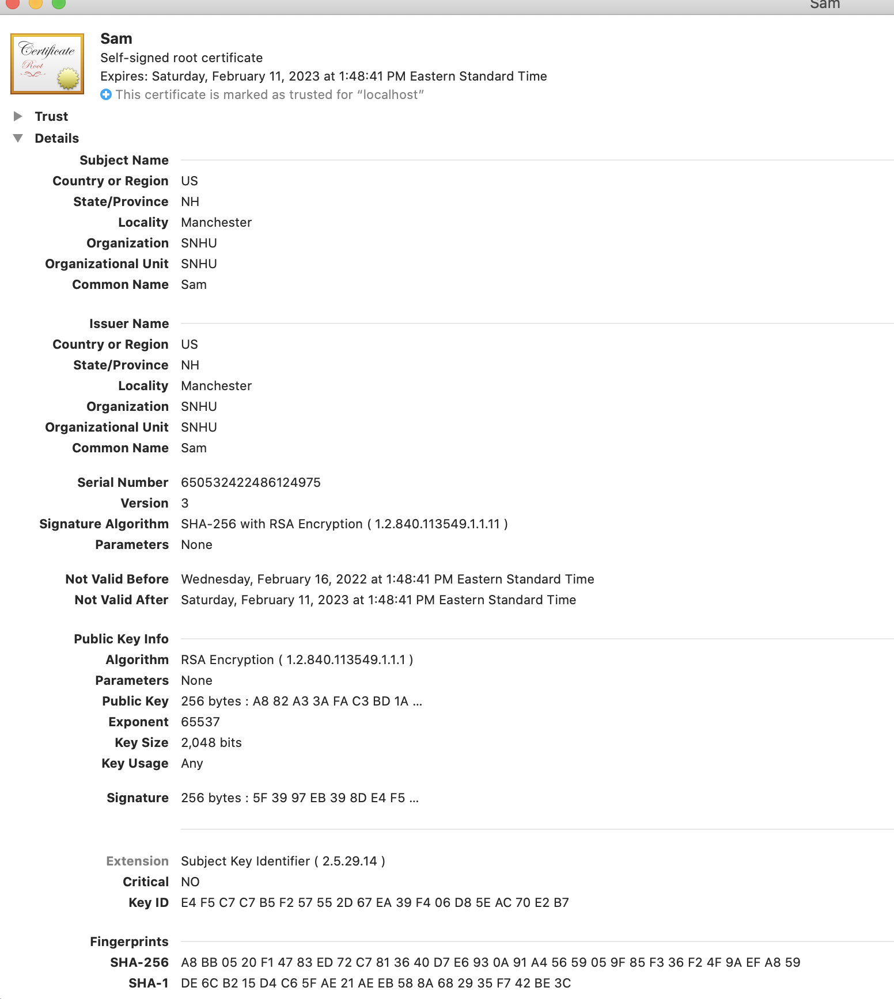 Sam
Certificate
Root
Sam
Self-signed root certificate
Expires: Saturday, February 11, 2023 at 1:48:41 PM Eastern Standard Time
This certificate is marked as trusted for “localhost”
Trust
Details
Subject Name
Country or Region US
State/Province NH
Locality Manchester
Organization SNHU
Organizational Unit SNHU
Common Name Sam
Issuer Name
Country or Region US
State/Province NH
Locality Manchester
Organization SNHU
Organizational Unit SNHU
Common Name Sam
Serial Number 650532422486124975
Version 3
Signature Algorithm SHA-256 with RSA Encryption ( 1.2.840.113549.1.1.11 )
Parameters None
Not Valid Before Wednesday, February 16, 2022 at 1:48:41 PM Eastern Standard Time
Not Valid After Saturday, February 11, 2023 at 1:48:41 PM Eastern Standard Time
Public Key Info
Algorithm RSA Encryption ( 1.2.840.113549.1.1.1 )
Parameters None
Public Key 256 bytes : A8 82 A3 3A FA C3 BD 1A ...
Exponent 65537
Key Size 2,048 bits
Key Usage Any
Signature 256 bytes : 5F 39 97 EB 39 8D E4 F5 ...
Extension Subject Key Identifier ( 2.5.29.14 )
Critical NO
Key ID E4 F5 C7 C7 B5 F2 57 55 2D 67 EA 39 F4 06 D8 5E AC 70 E2 B7
Fingerprints
SHA-256 A8 BB 05 20 F1 47 83 ED 72 C7 81 36 40 D7 E6 93 0A 91 A4 56 59 05 9F 85 F3 36 F2 4F 9A EF A8 59
SHA-1 DE 6C B2 15 D4 C6 5F AE 21 AE EB 58 8A 68 29 35 F7 42 BE 3C